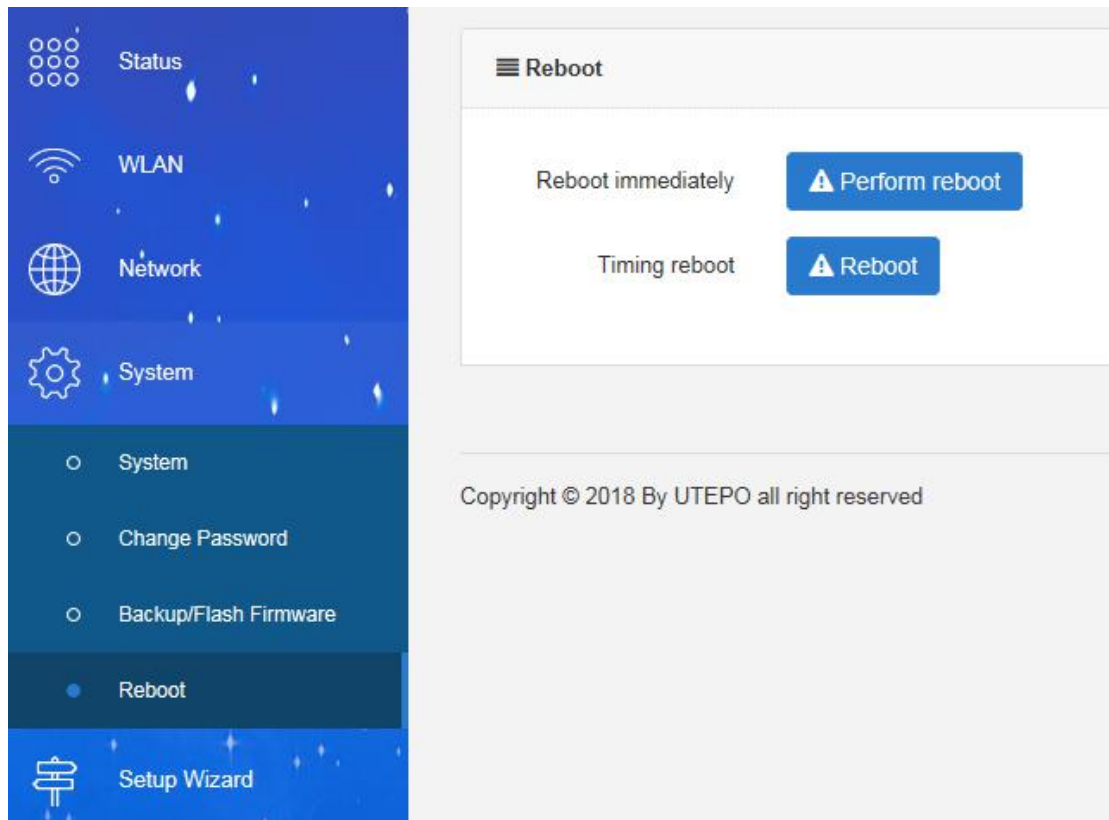 Status
WLAN
Network
System
System
Change Password
Backup/Flash Firmware
Reboot
Setup Wizard
Reboot
Reboot immediately
Perform reboot
Timing reboot
Reboot
Copyright © 2018 By UTEPO all right reserved